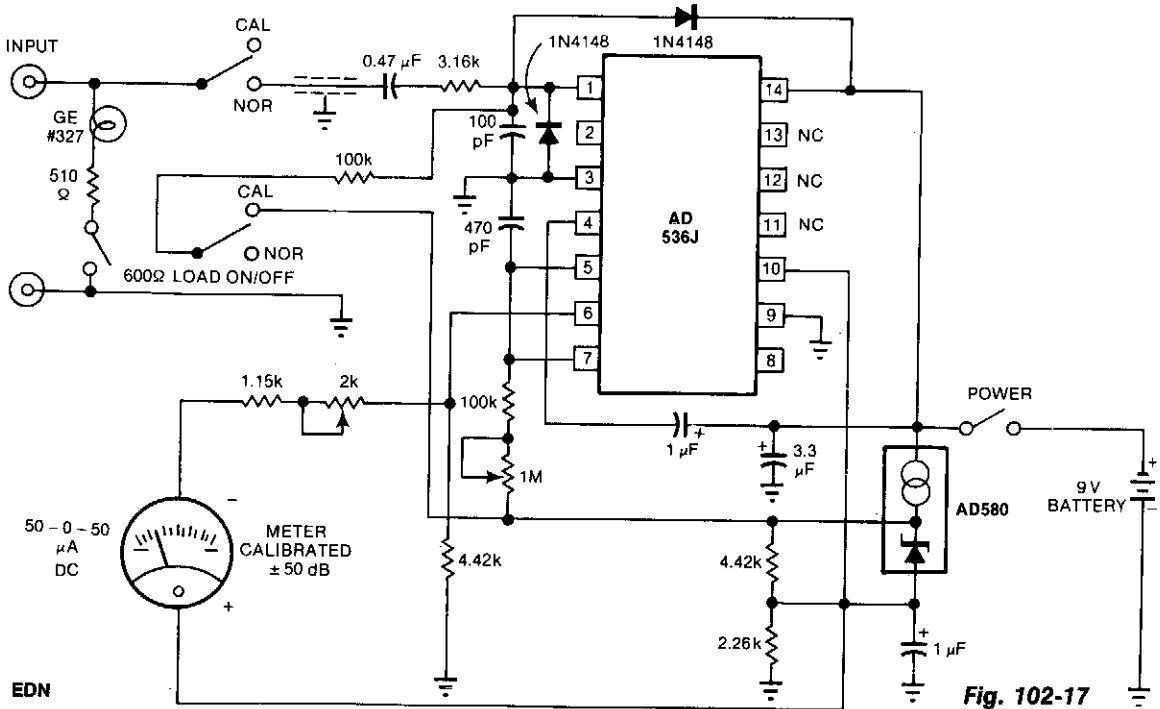 INPUT
CAL
NOR
0.47 µF
3.16k
1N4148
1N4148
GE
#327
510
Ω
100
pF
100k
CAL
NOR
470
pF
600Ω LOAD ON/OFF
1
2
3
4
5
6
7
14
13
12
11
10
9
8
NC
NC
NC
AD
536J
1.15k
2k
100k
1M
1 µF
+
+
3.3
µF
POWER
+
−
9 V
BATTERY
AD580
50 – 0 – 50
µA
DC
−
METER
CALIBRATED
± 50 dB
+
4.42k
4.42k
2.26k
+
1 µF
EDN
Fig. 102-17